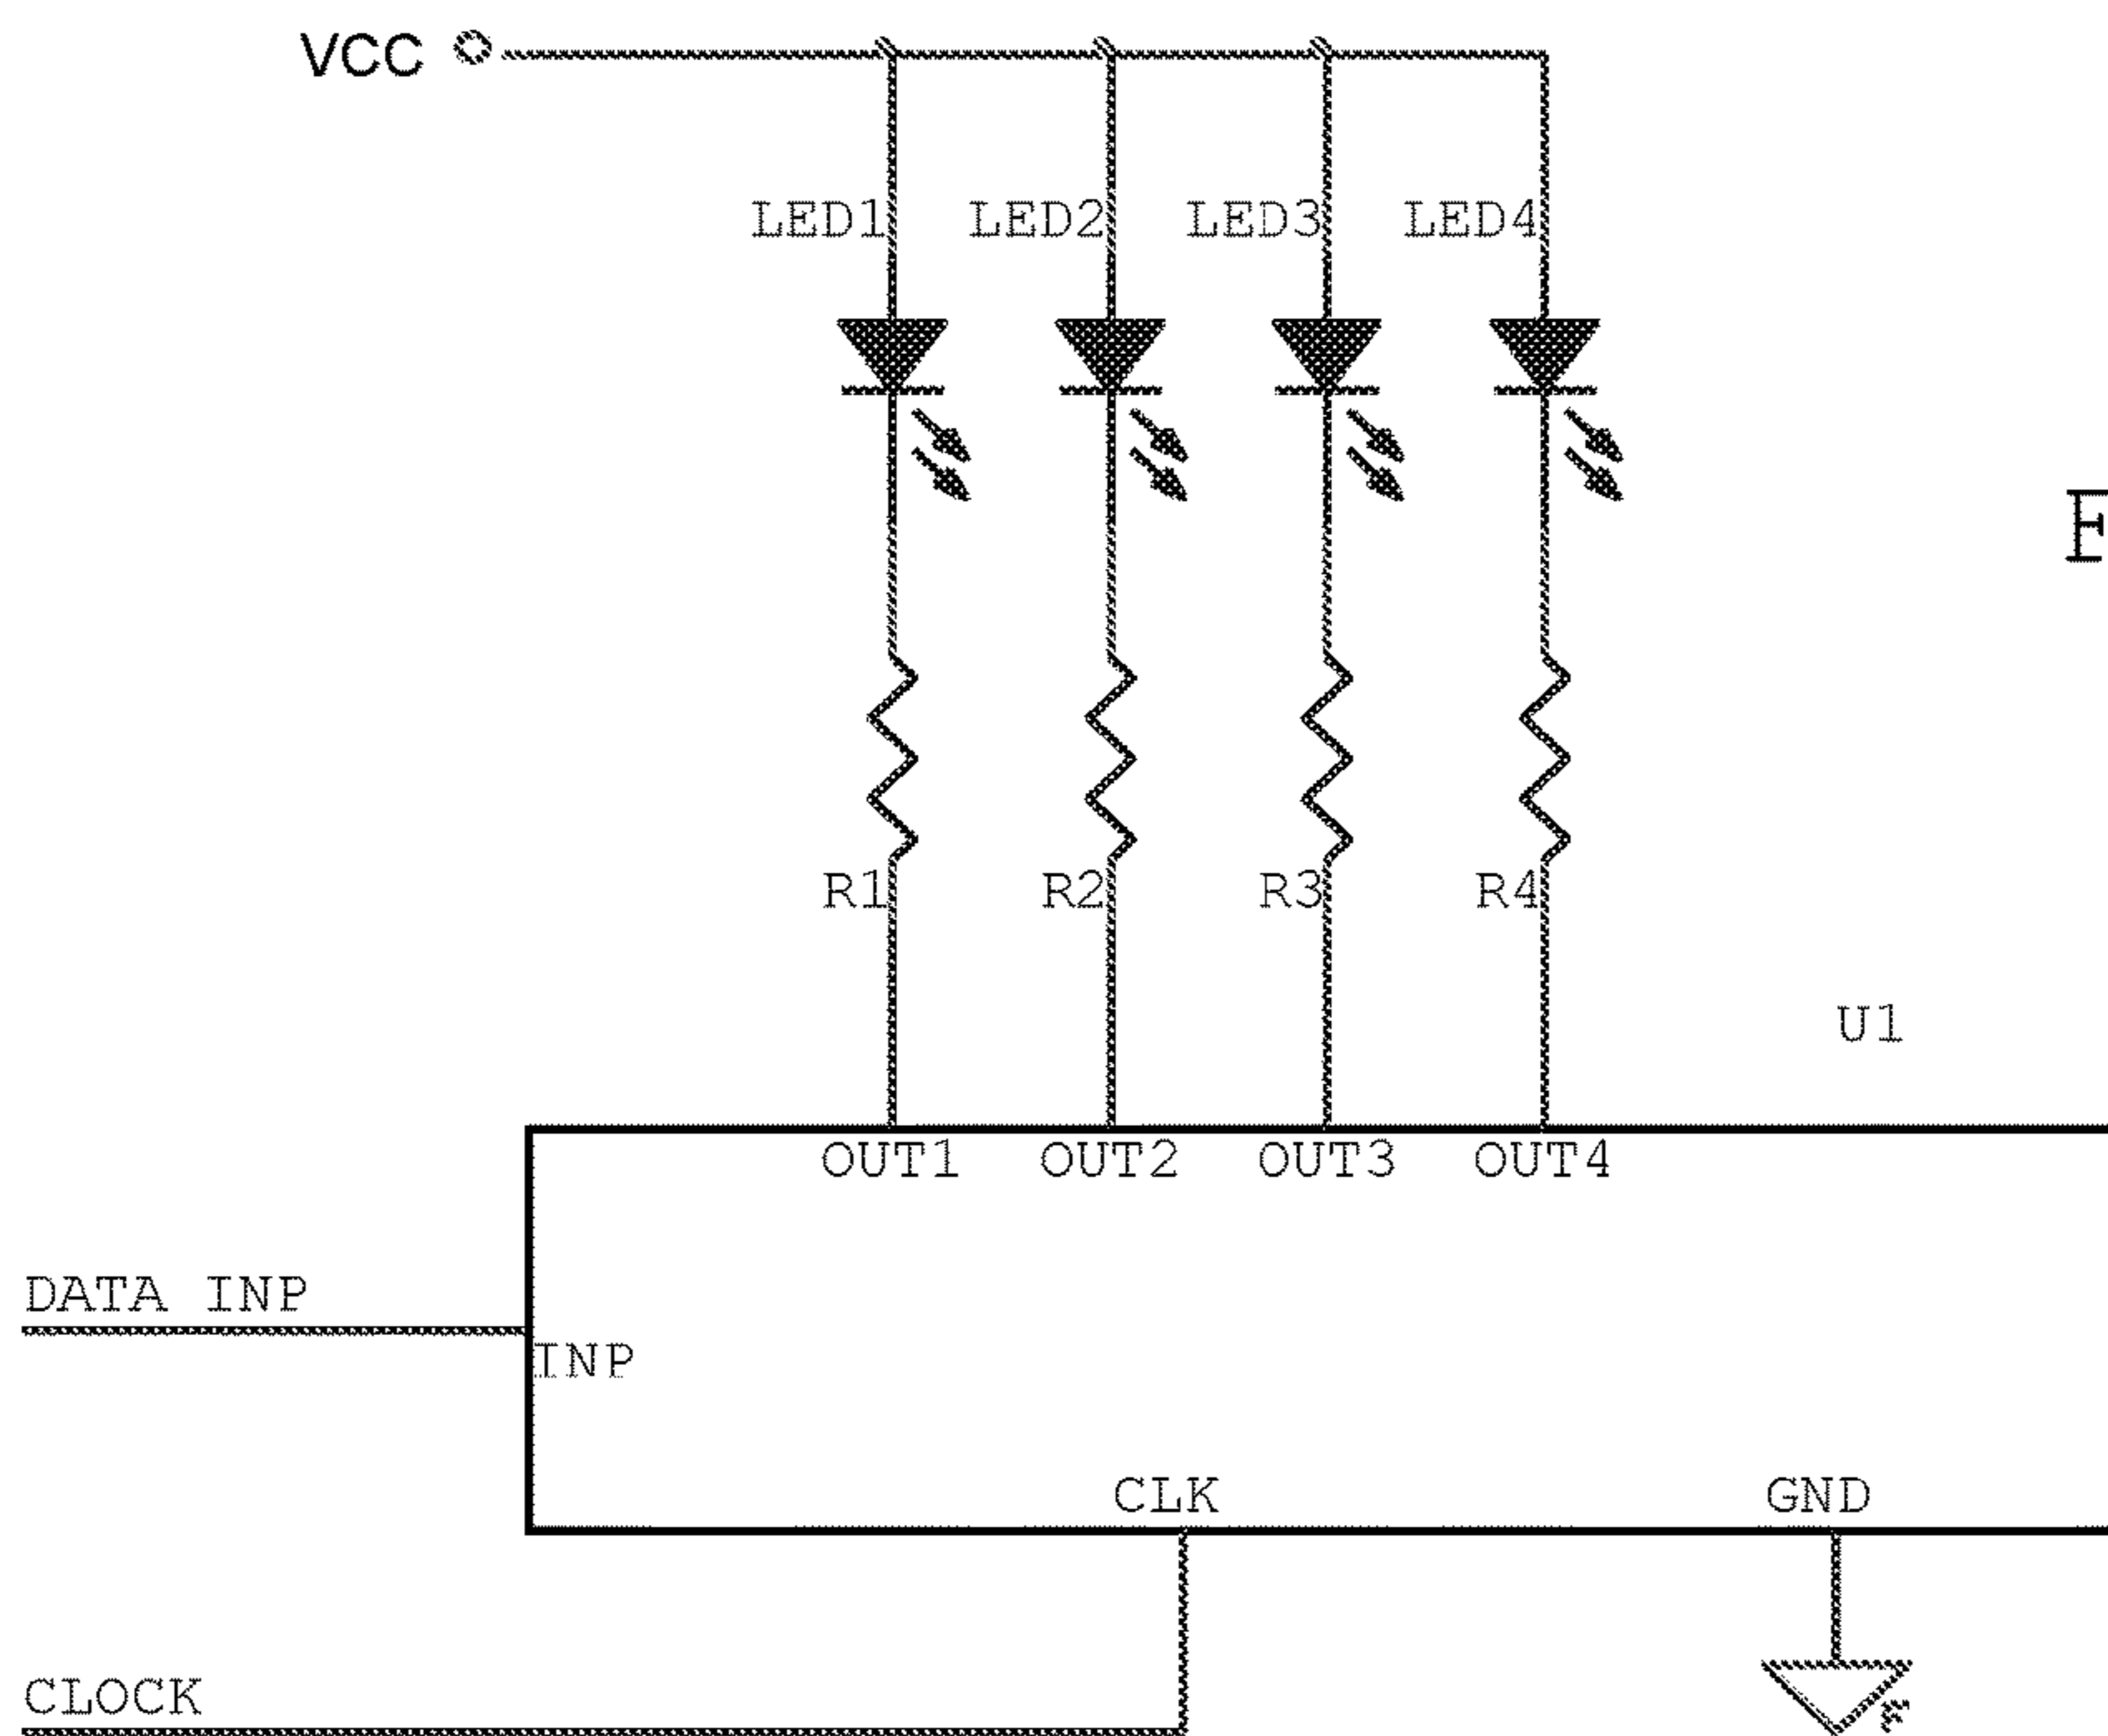 VCC
LED1 LED2 LED3 LED4
F
R1 R2 R3 R4
U1
OUT1 OUT2 OUT3 OUT4
DATA INP
INP
CLK GND
CLOCK